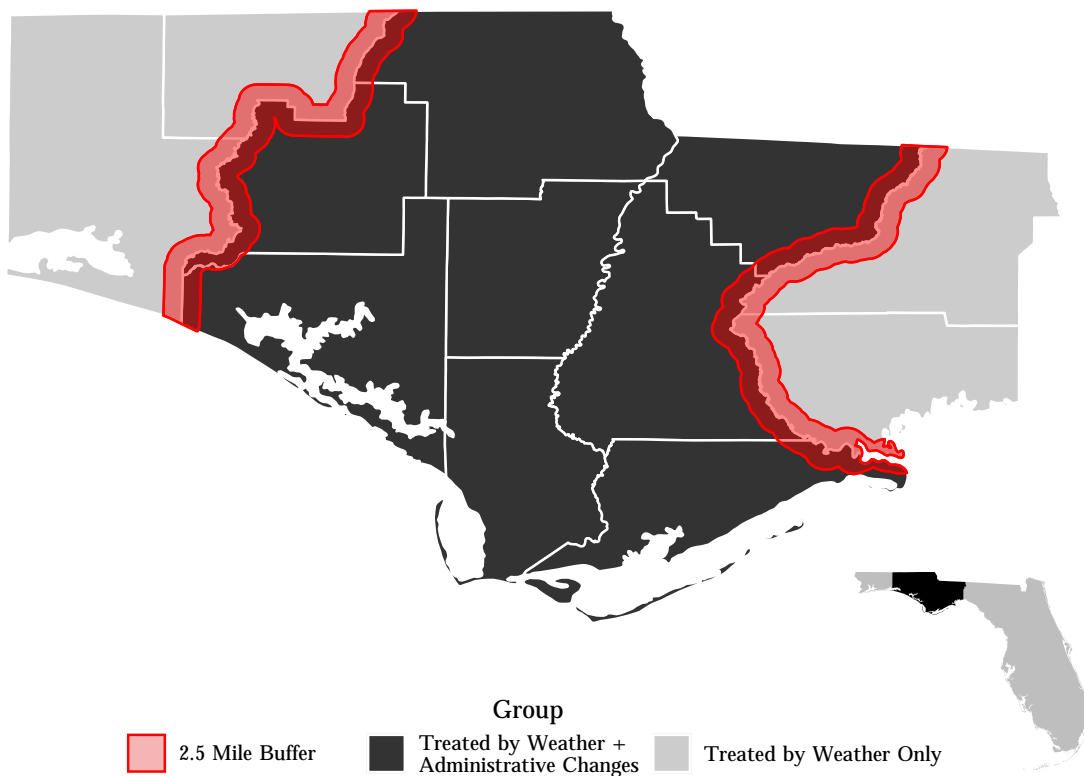 Group
2.5 Mile Buffer
Treated by Weather +
Administrative Changes
Treated by Weather Only